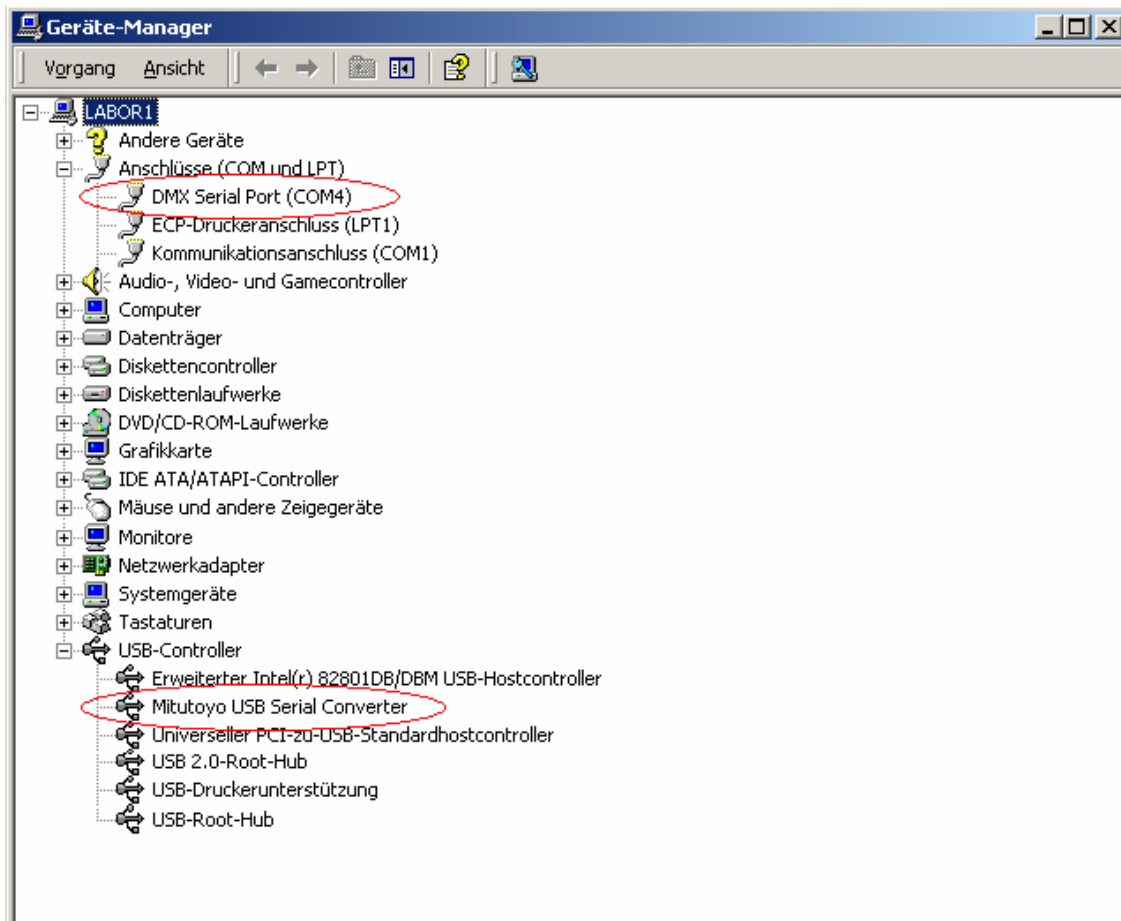 Geräte-Manager
Vorgang Ansicht
LABOR1
Andere Geräte
Anschlüsse (COM und LPT)
DMX Serial Port (COM4)
ECP-Druckeranschluss (LPT1)
Kommunikationsanschluss (COM1)
Audio-, Video- und Gamecontroller
Computer
Datenträger
Diskettencontroller
Diskettenlaufwerke
DVD/CD-ROM-Laufwerke
Grafikkarte
IDE ATA/ATAPI-Controller
Mäuse und andere Zeigegeräte
Monitore
Netzwerkadapter
Systemgeräte
Tastaturen
USB-Controller
Erweiterter Intel(r) 82801DB/DBM USB-Hostcontroller
Mitutoyo USB Serial Converter
Universeller PCI-zu-USB-Standardhostcontroller
USB 2.0-Root-Hub
USB-Druckerunterstützung
USB-Root-Hub